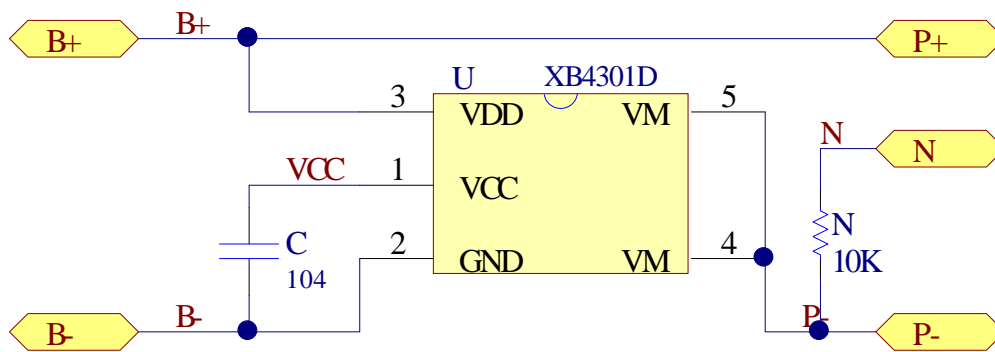 B+ B+ P+
U XB4301D
3 VDD VM 5
N N
VCC 1 VCC
C 2 GND VM 4 N
104 10K
B- B- P- P-